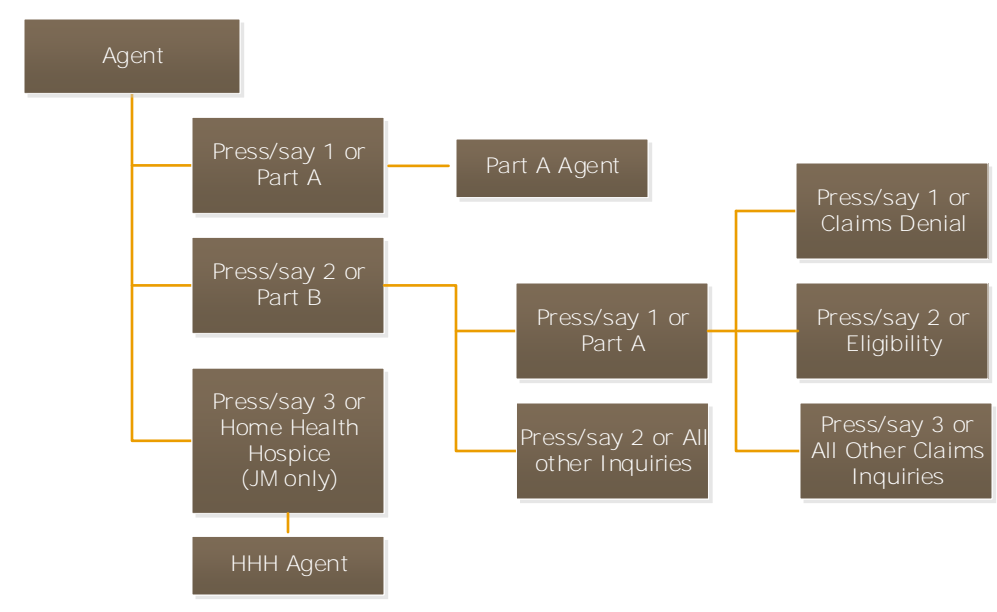 Agent
Press/say 1 or
Part A
Part A Agent
Press/say 2 or
Part B
Press/say 1 or
Part A
Press/say 1 or
Claims Denial
Press/say 2 or
Eligibility
Press/say 3 or
All Other Claims
Inquiries
Press/say 2 or All
other Inquiries
Press/say 3 or
Home Health
Hospice
(JM only)
HHH Agent